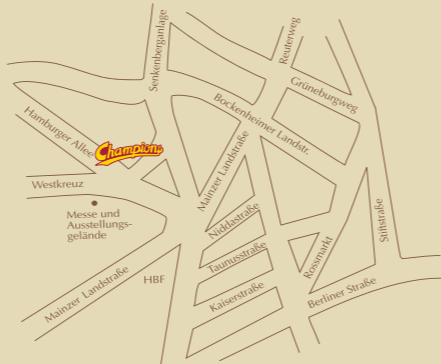 Senkenberganlage
Reuterweg
Grüneburgweg
Bockenheimer Landstr.
Hamburger Allee
Champions
Mainzer Landstraße
Westkreuz
Messe und
Ausstellungs-
gelände
Niddastraße
Stiftstraße
Taunusstraße
Rossmarkt
Mainzer Landstraße
HBF
Kaiserstraße
Berliner Straße